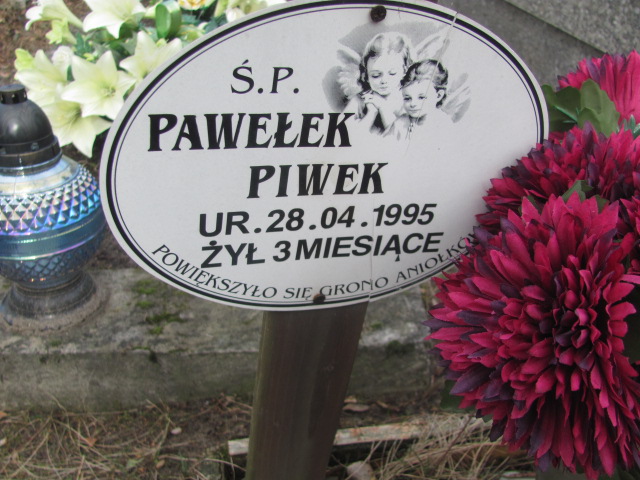 Ś.P.
PAWEŁEK
PIWEK
UR.28.04.1995
ŻYŁ 3 MIESIĄCE
POWIĘKSZYŁO SIĘ GRONO ANIOŁKÓW